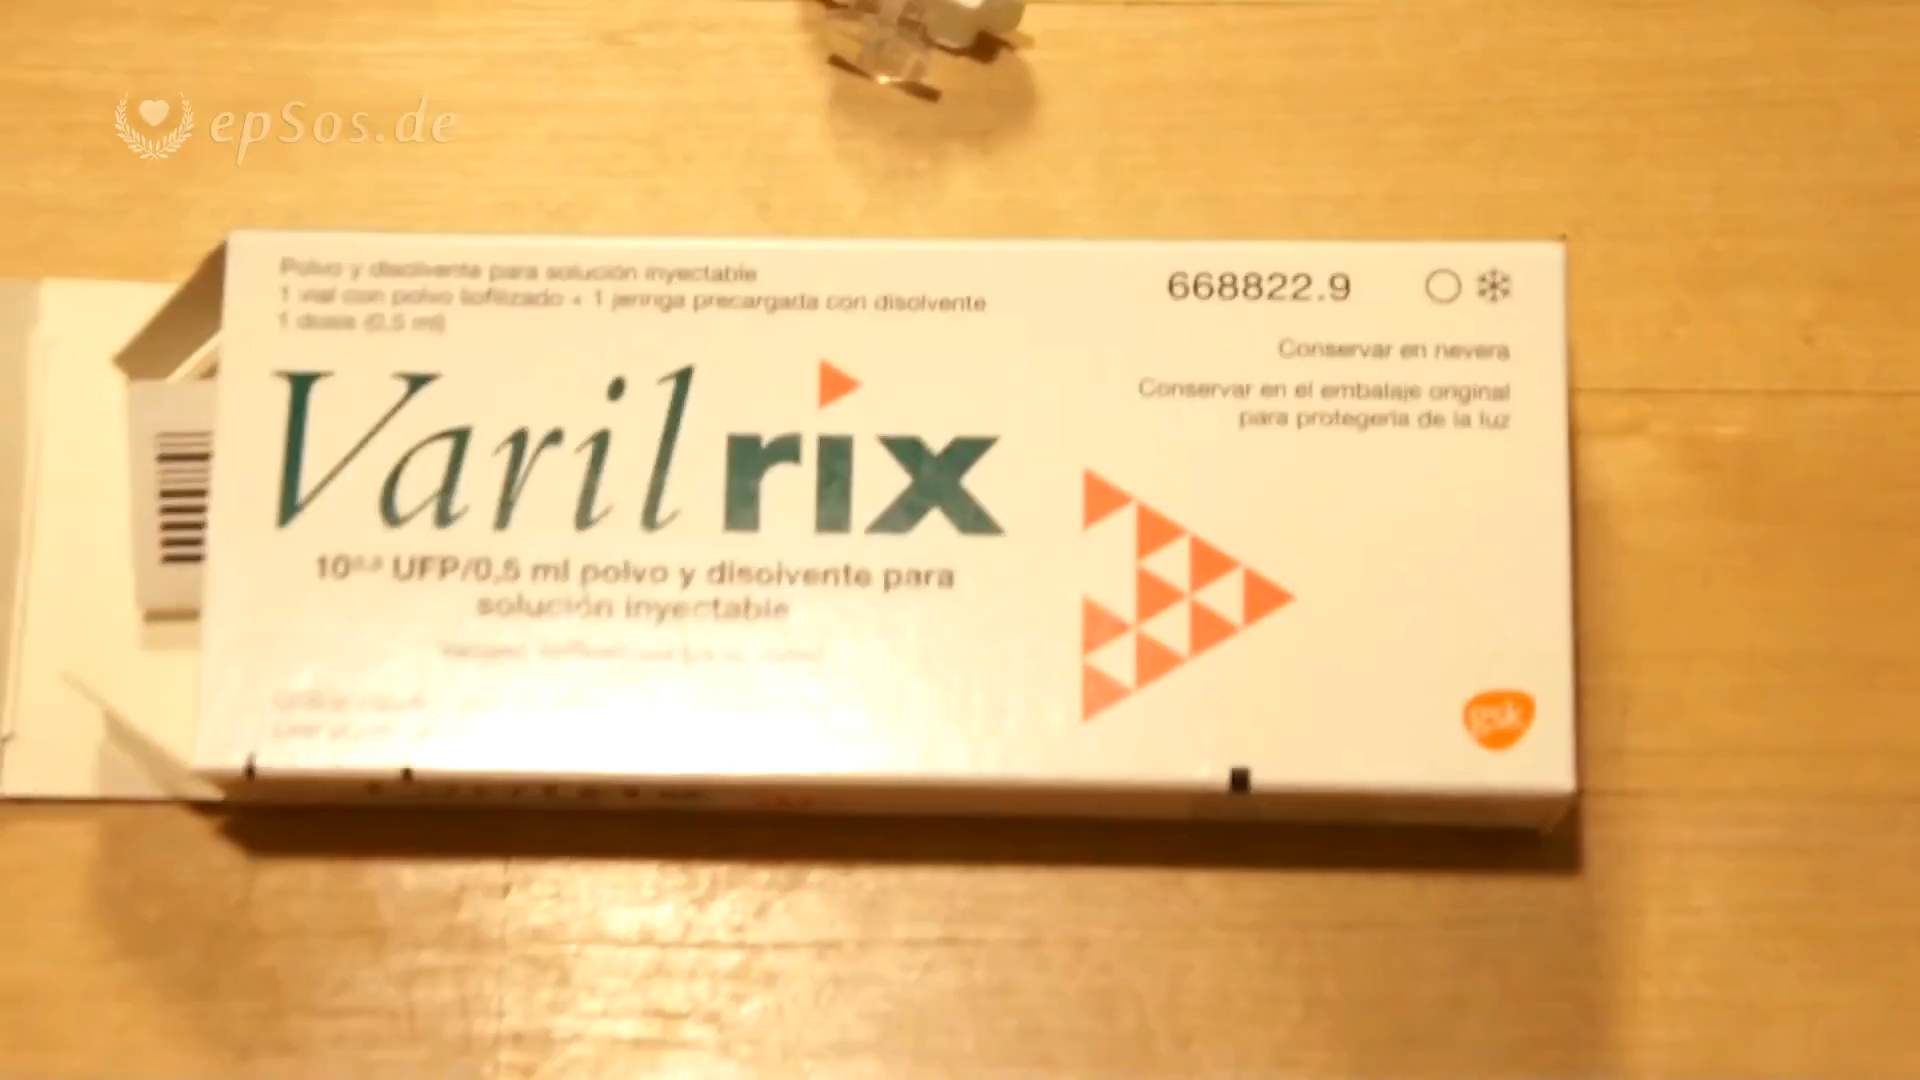 epSos.de
Polvo y disolvente para solución inyectable
1 vial con polvo liofilizado + 1 jeringa precargada con disolvente
1 dosis (0,5 ml)
668822.9
Conservar en nevera
Conservar en el embalaje original
para protegerla de la luz
Varilrix
UFP/0,5 ml polvo y disolvente para
solución inyectable
gsk